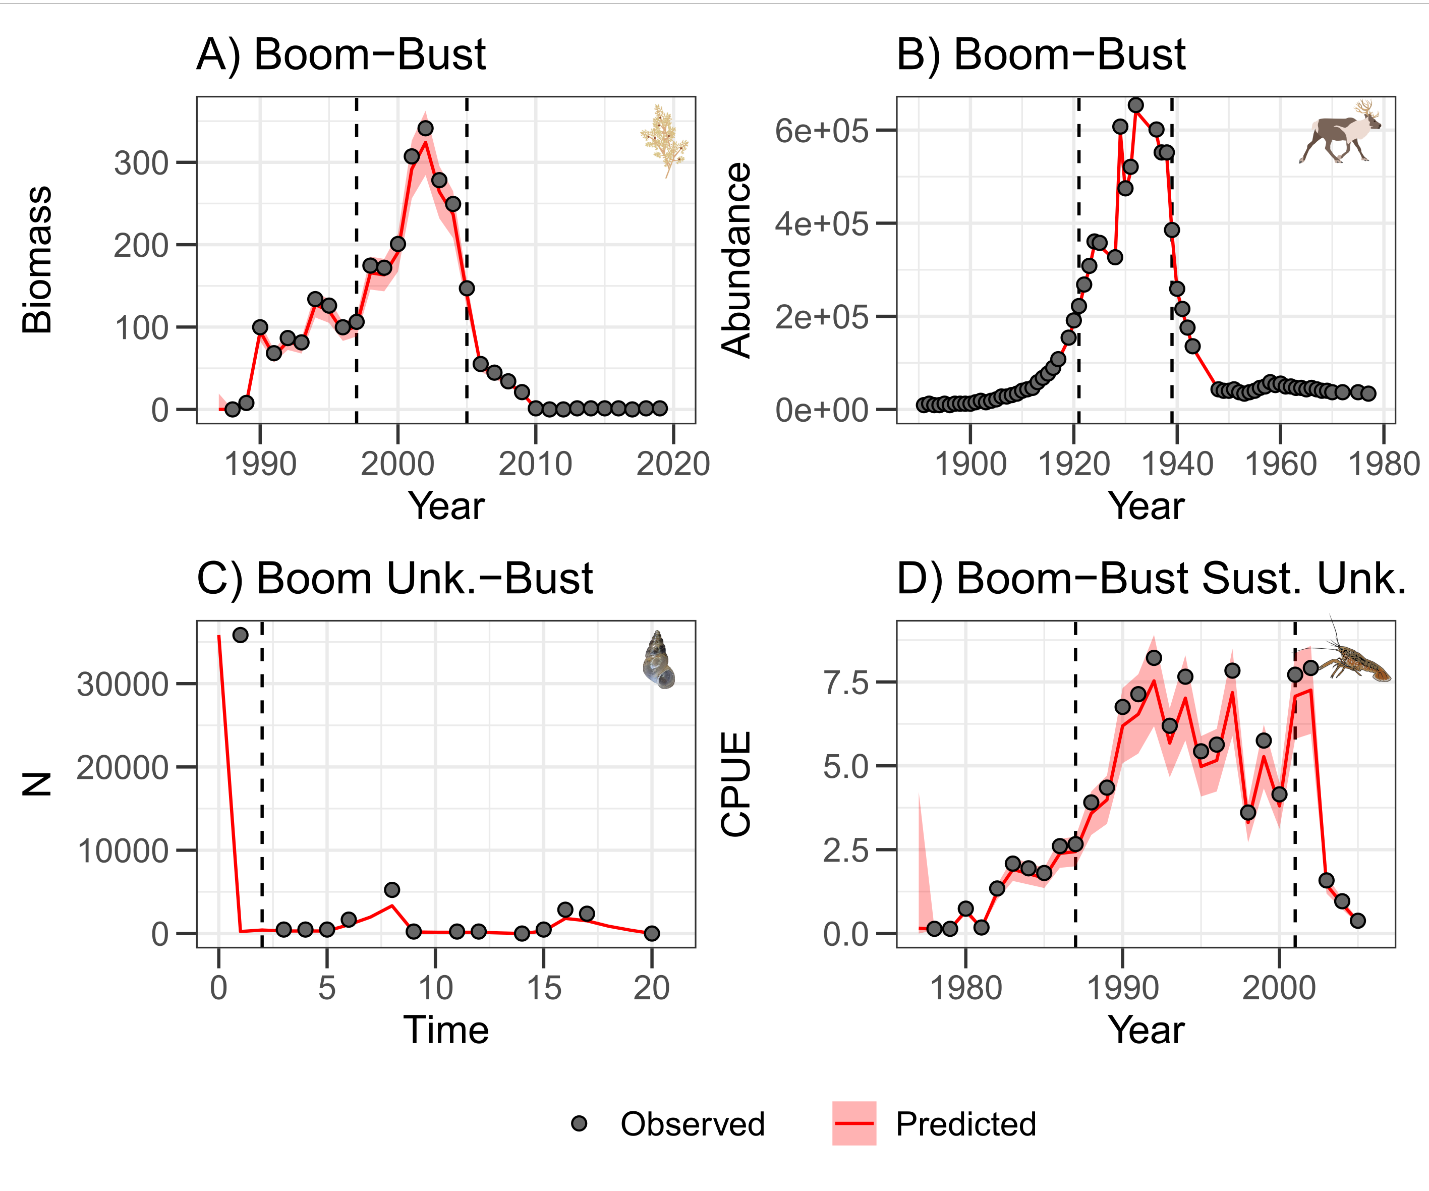 A) Boom−Bust
B) Boom−Bust
Biomass
300
200
100
0
1990 2000 2010 2020
Year
Abundance
6e+05
4e+05
2e+05
0e+00
1900 1920 1940 1960 1980
Year
C) Boom Unk.−Bust
D) Boom−Bust Sust. Unk.
N
30000
20000
10000
0
0 5 10 15 20
Time
CPUE
7.5
5.0
2.5
0.0
1980 1990 2000
Year
Observed
Predicted